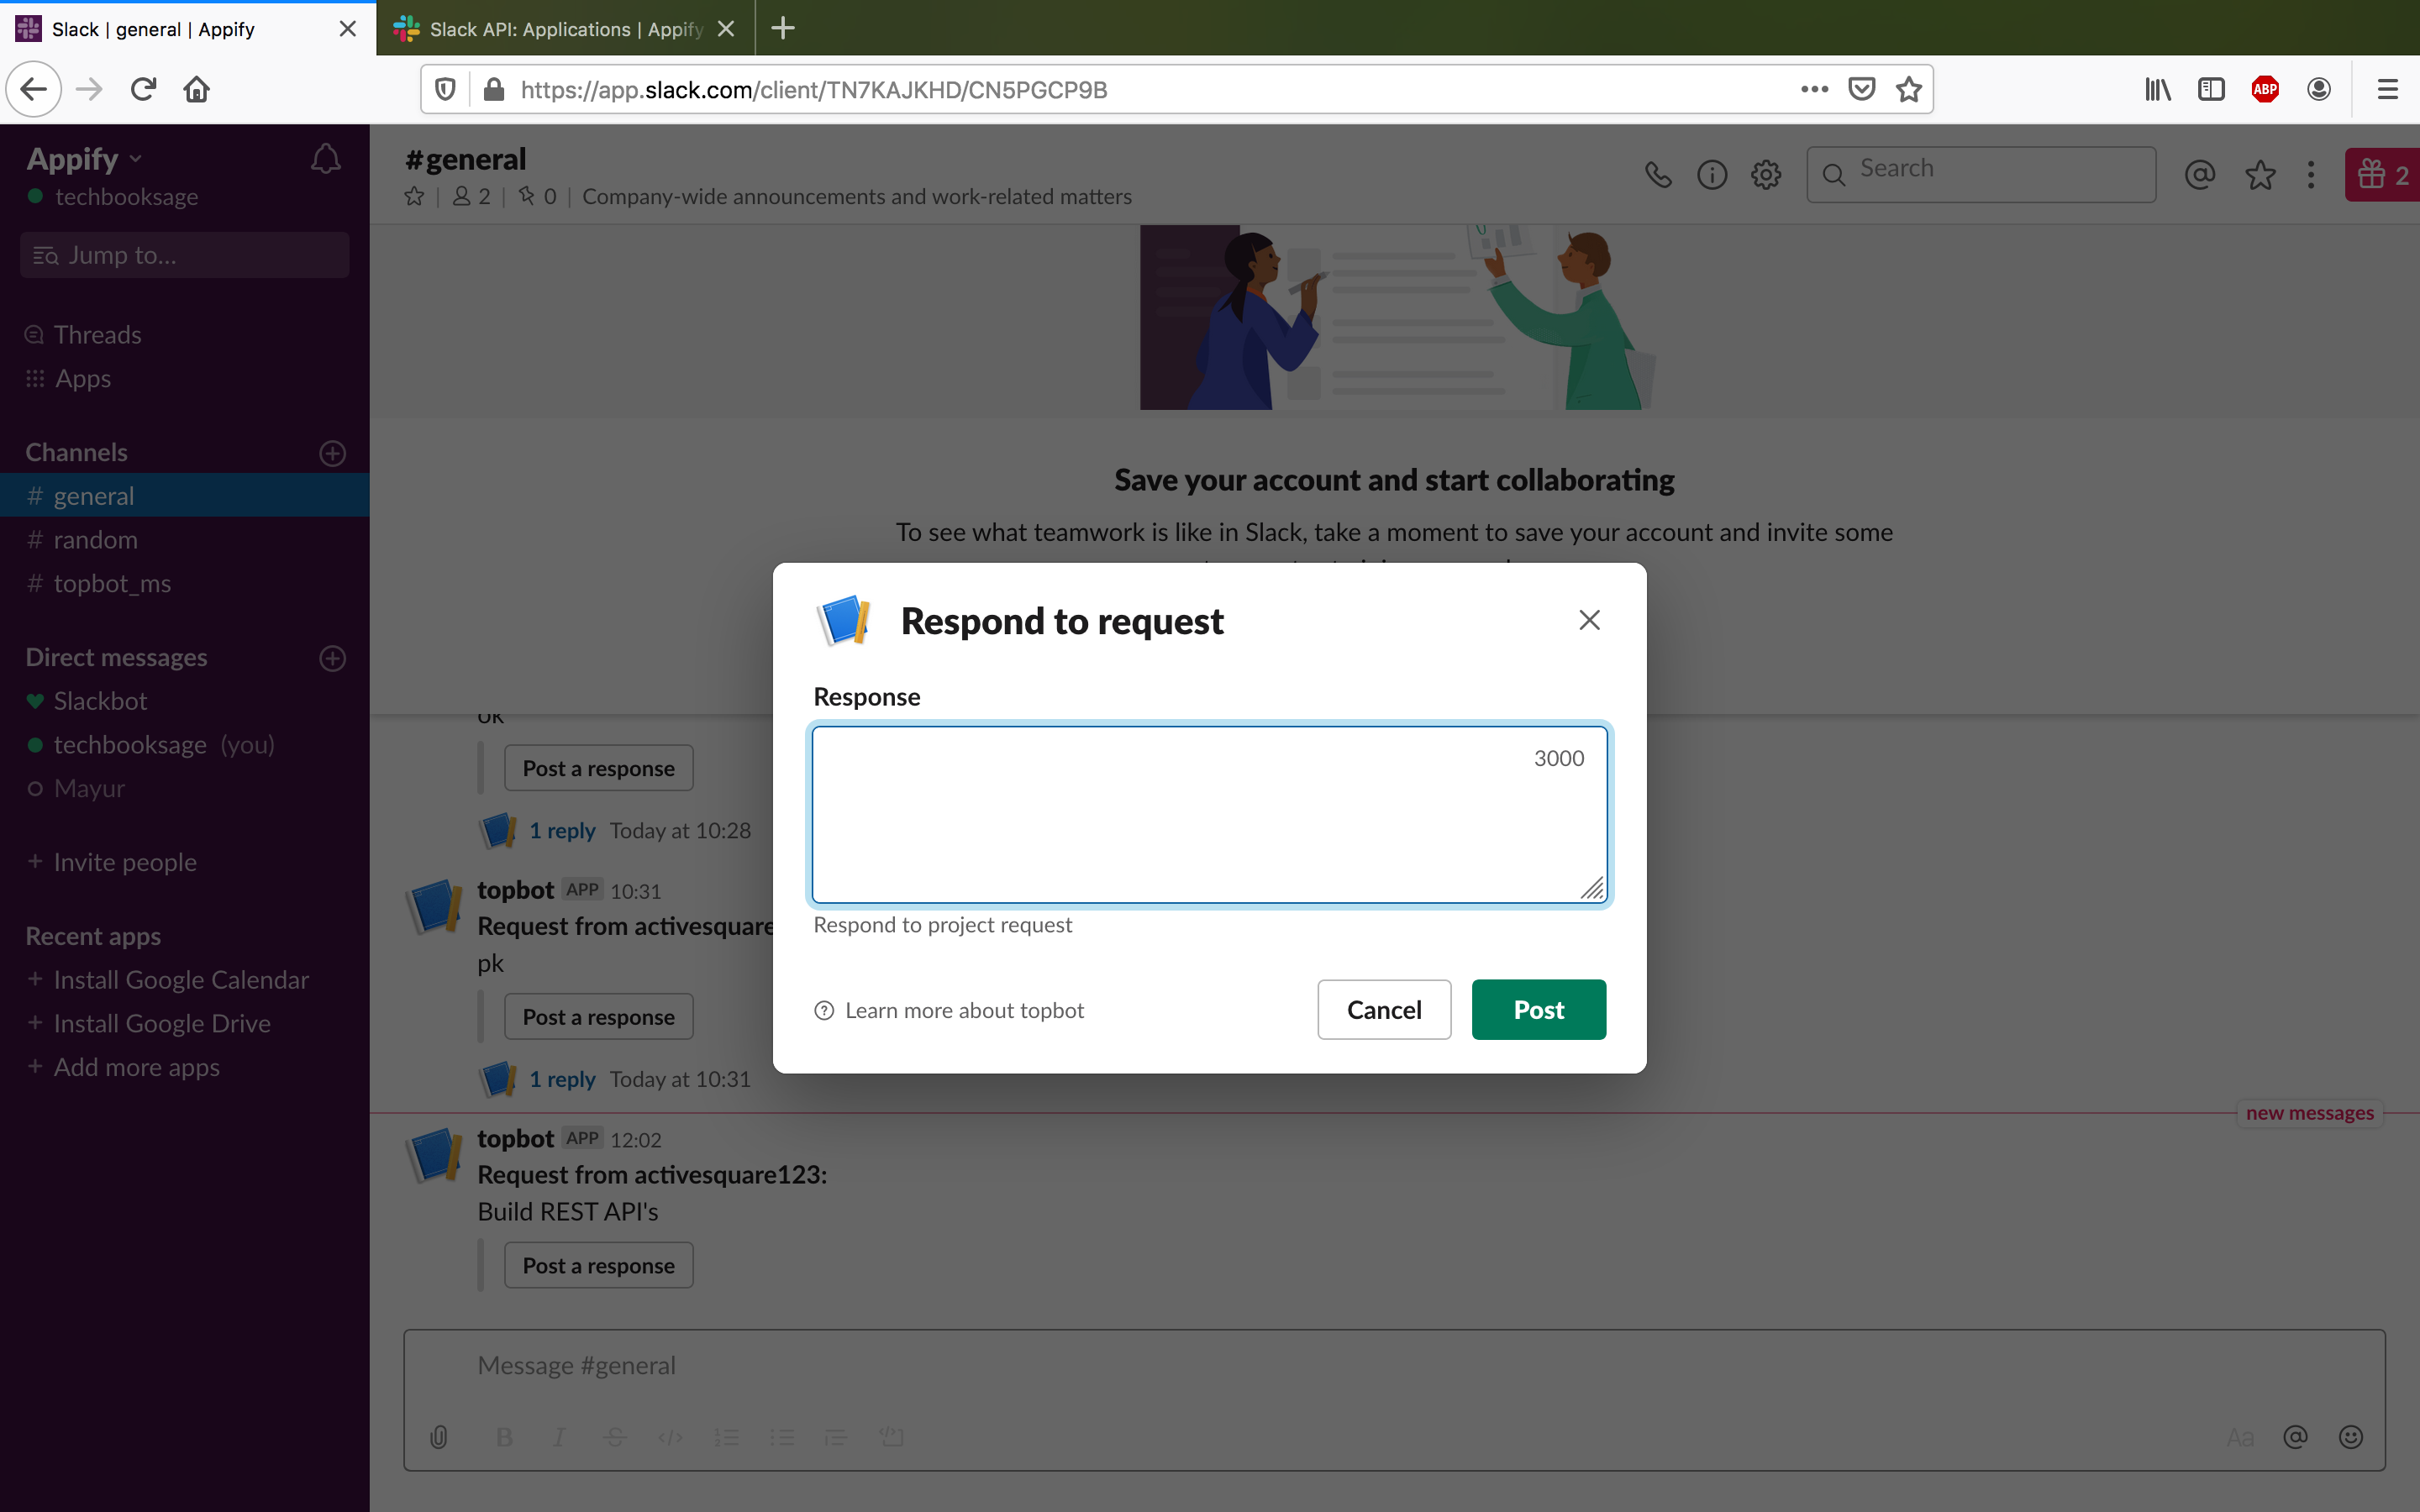 Slack | general | Appify
Slack API: Applications | Appify
https://app.slack.com/client/TN7KAJKHD/CN5PGCP9B
ABP
Appify
techbooksage
Jump to...
Threads
Apps
Channels
# general
# random
# topbot_ms
Direct messages
Slackbot
techbooksage (you)
Mayur
+ Invite people
Recent apps
+ Install Google Calendar
+ Install Google Drive
+ Add more apps
#general
2 | 0 | Company-wide announcements and work-related matters
Search
2
Save your account and start collaborating
To see what teamwork is like in Slack, take a moment to save your account and invite some
ok
Post a response
1 reply Today at 10:28
topbot APP 10:31
Request from activesquare
pk
Post a response
1 reply Today at 10:31
new messages
topbot APP 12:02
Request from activesquare123:
Build REST API's
Post a response
Message #general
Aa
Respond to request
Response
3000
Respond to project request
Learn more about topbot
Cancel
Post